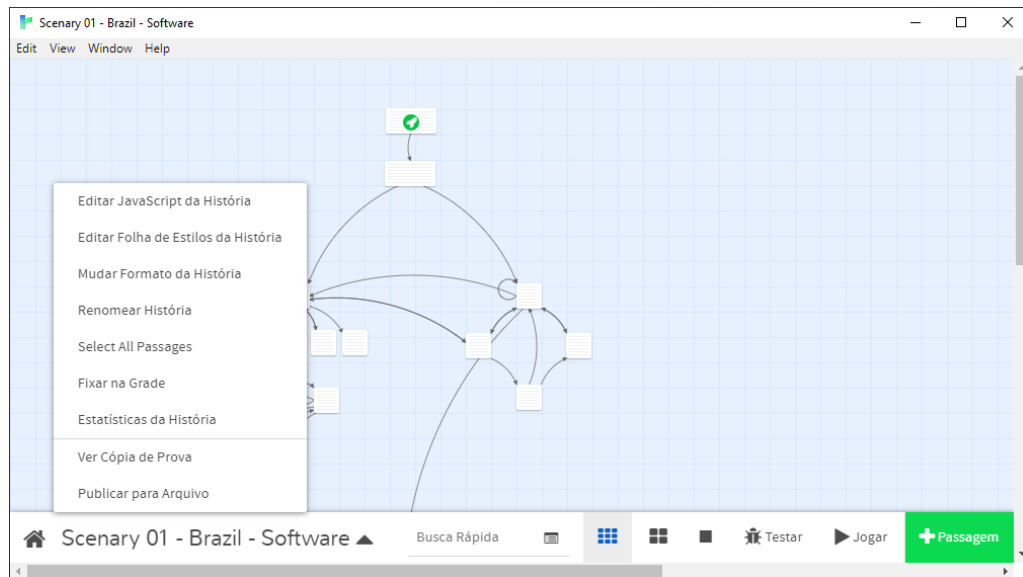 Scenary 01 - Brazil - Software
Edit View Window Help
Editar JavaScript da História
Editar Folha de Estilos da História
Mudar Formato da História
Renomear História
Select All Passages
Fixar na Grade
Estatísticas da História
Ver Cópia de Prova
Publicar para Arquivo
Scenary 01 - Brazil - Software Busca Rápida Testar Jogar Passagem